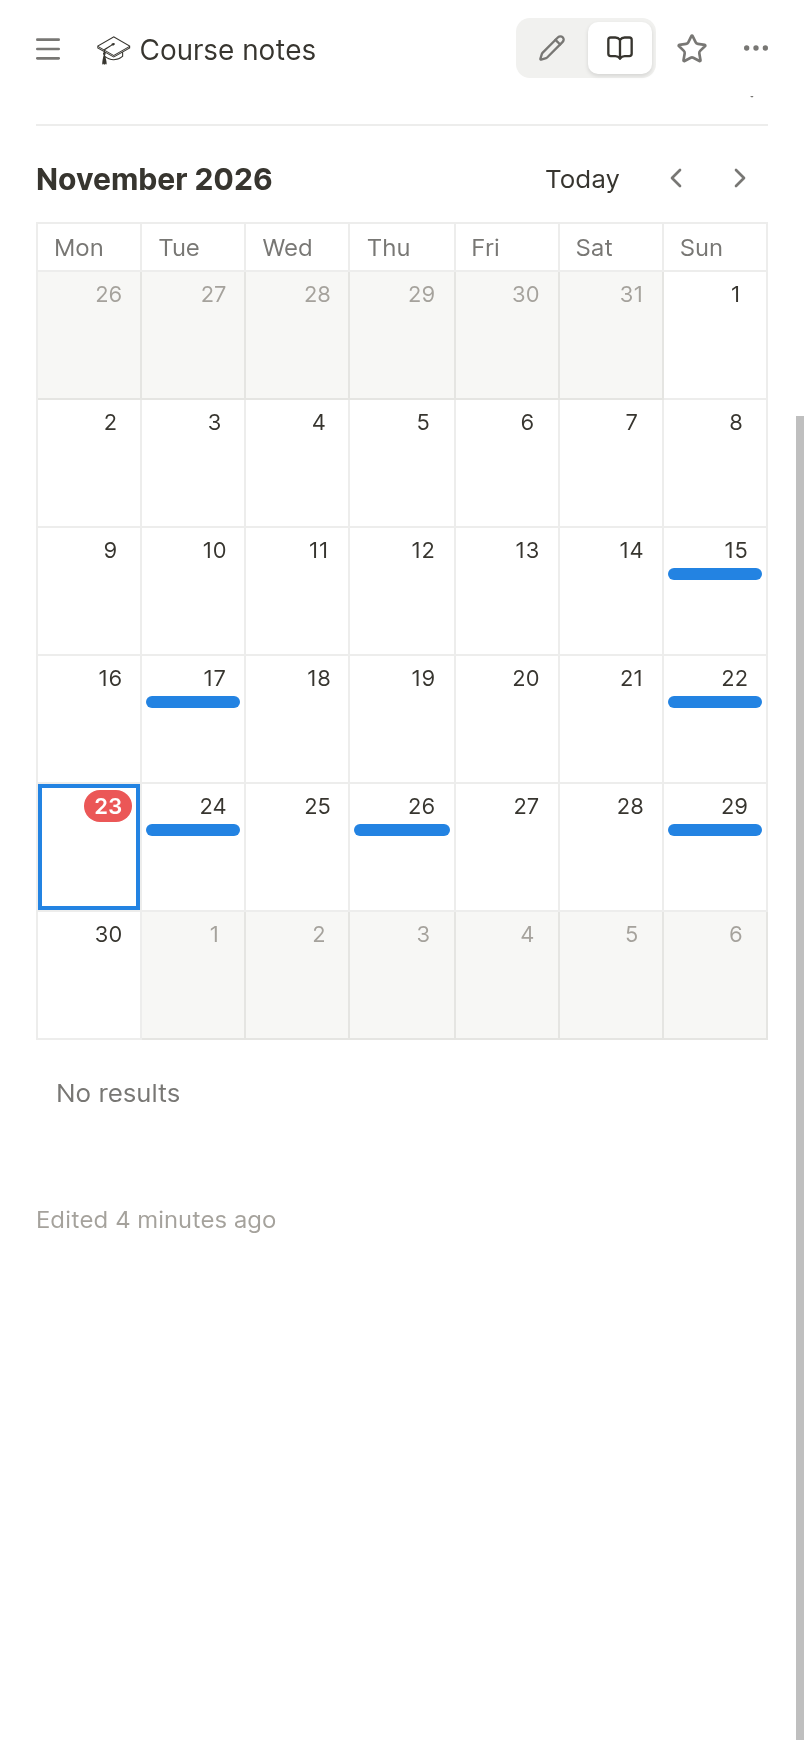 Course notes
November 2026 Today
Mon Tue Wed Thu Fri Sat Sun
26 27 28 29 30 31 1
2 3 4 5 6 7 8
9 10 11 12 13 14 15
16 17 18 19 20 21 22
23 24 25 26 27 28 29
30 1 2 3 4 5 6
No results
Edited 4 minutes ago